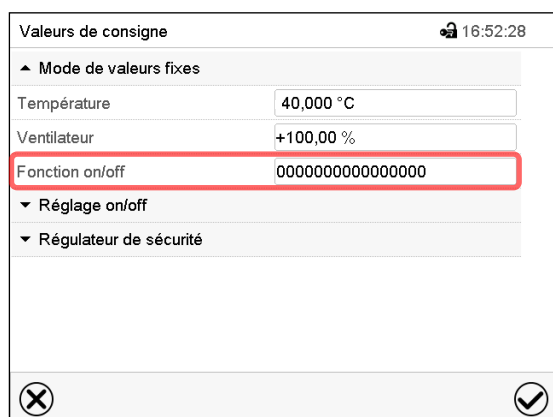 Valeurs de consigne 16:52:28
Mode de valeurs fixes
Température 40,000 °C
Ventilateur +100,00 %
Fonction on/off 0000000000000000
Réglage on/off
Régulateur de sécurité